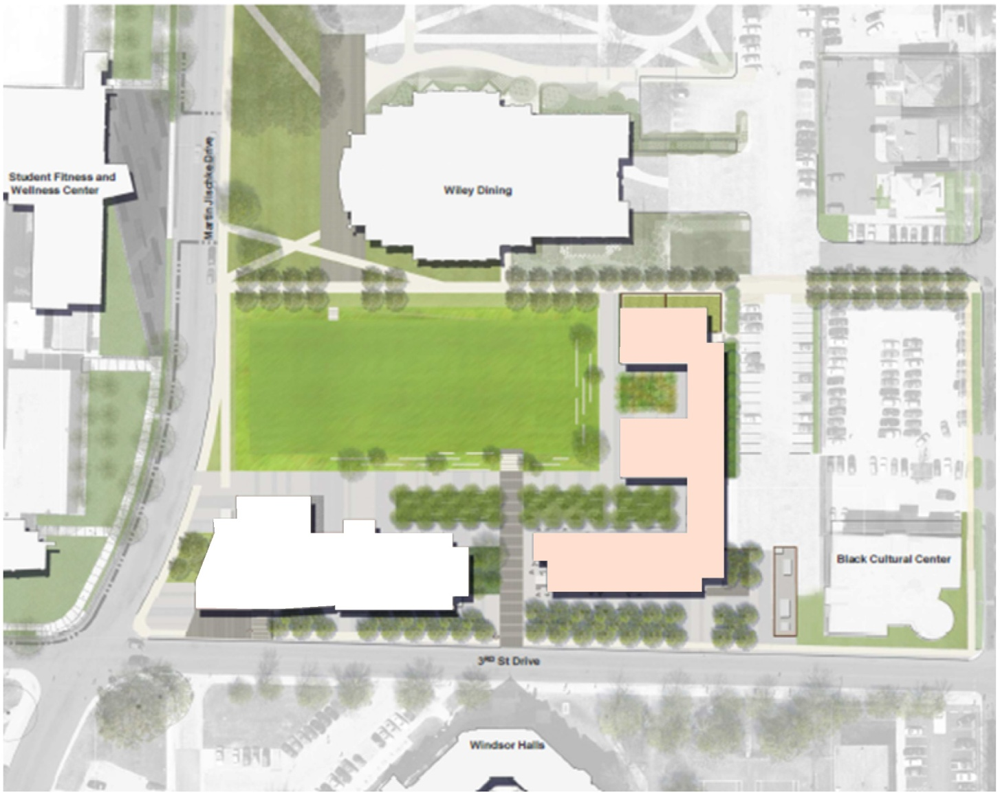 Student Fitness and
Wellness Center
Martin Jischke Drive
Wiley Dining
Black Cultural Center
3RD St Drive
Windsor Halls